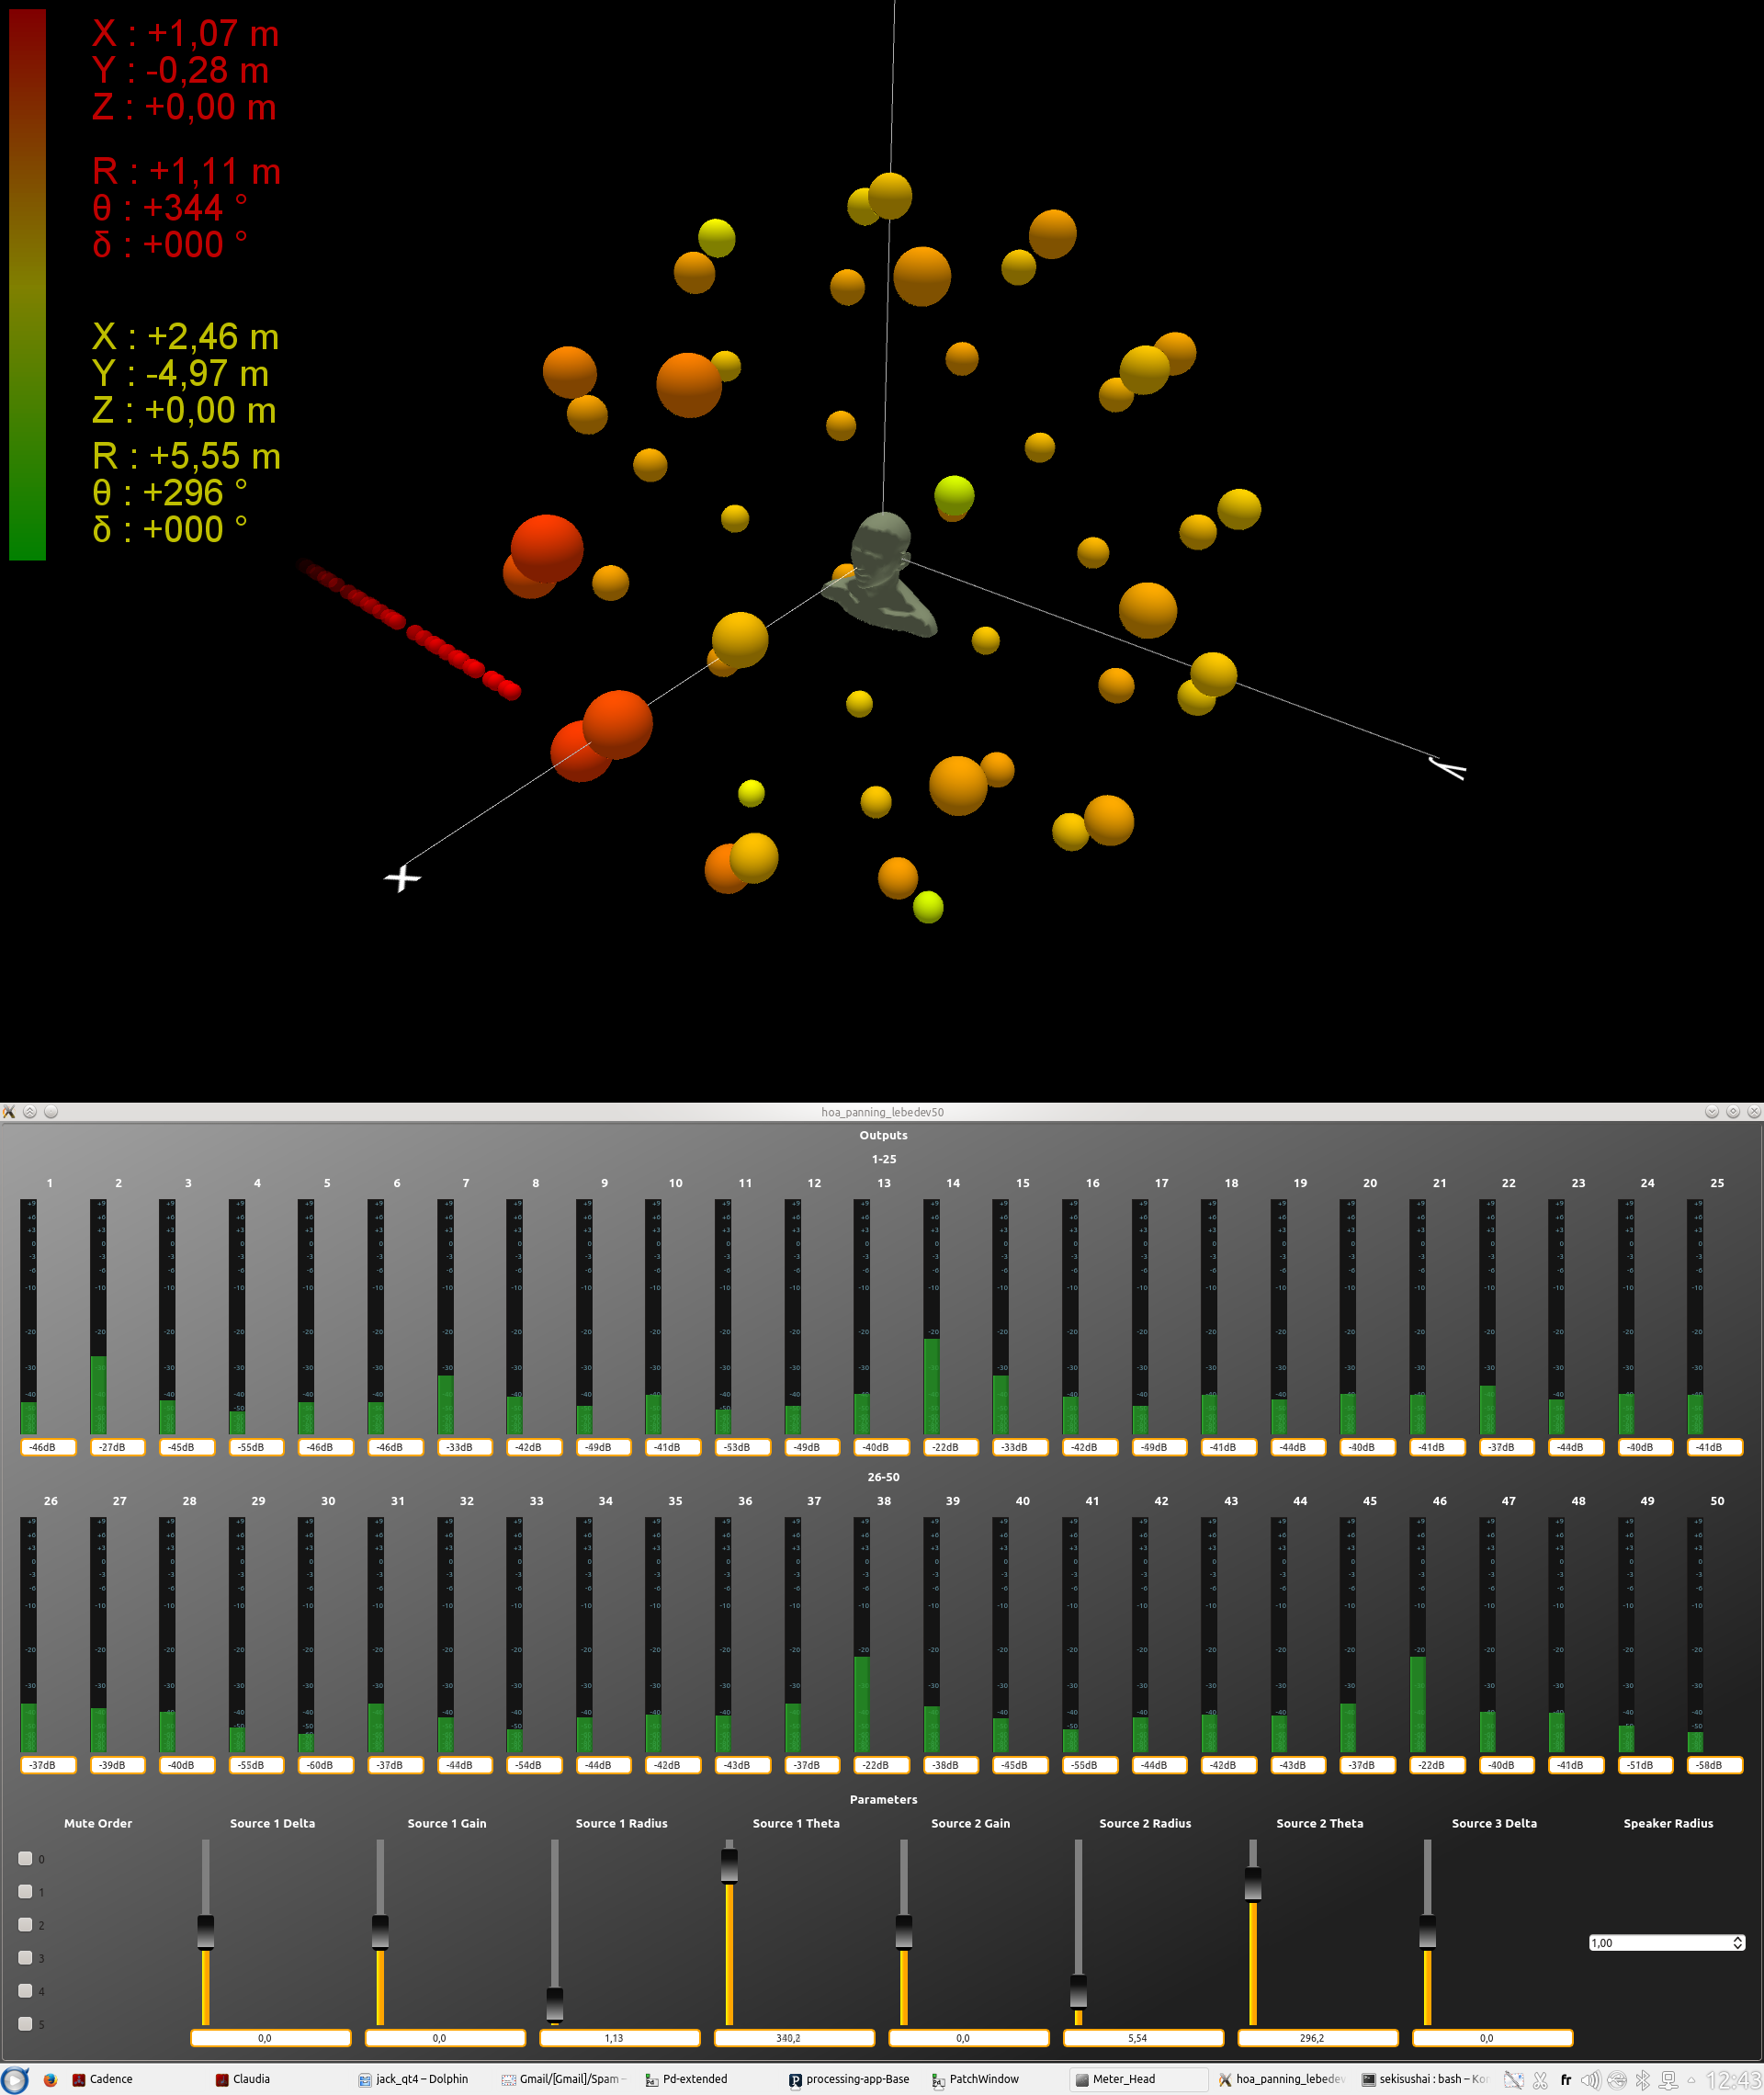 X : +1,07 m
Y : -0,28 m
Z : +0,00 m
R : +1,11 m
θ : +344 °
δ : +000 °
X : +2,46 m
Y : -4,97 m
Z : +0,00 m
R : +5,55 m
θ : +296 °
δ : +000 °
X
Y
hoa_panning_lebedev50
Outputs
1-25
1 2 3 4 5 6 7 8 9 10 11 12 13 14 15 16 17 18 19 20 21 22 23 24 25
-46dB -27dB -45dB -55dB -46dB -46dB -33dB -42dB -49dB -41dB -53dB -49dB -40dB -22dB -33dB -42dB -49dB -41dB -44dB -40dB -41dB -37dB -44dB -40dB -41dB
26-50
26 27 28 29 30 31 32 33 34 35 36 37 38 39 40 41 42 43 44 45 46 47 48 49 50
-37dB -39dB -40dB -55dB -60dB -37dB -44dB -54dB -44dB -42dB -43dB -37dB -22dB -38dB -45dB -55dB -44dB -42dB -43dB -37dB -22dB -40dB -41dB -51dB -58dB
Parameters
Mute Order Source 1 Delta Source 1 Gain Source 1 Radius Source 1 Theta Source 2 Gain Source 2 Radius Source 2 Theta Source 3 Delta Speaker Radius
0
1
2
3
4
5
1,00
0,0 0,0 1,13 340,2 0,0 5,54 296,2 0,0
Cadence Claudia jack_qt4 – Dolphin Gmail/[Gmail]/Spam – Pd-extended processing-app-Base PatchWindow Meter_Head hoa_panning_lebedev sekisushai : bash – Kon fr 12:43